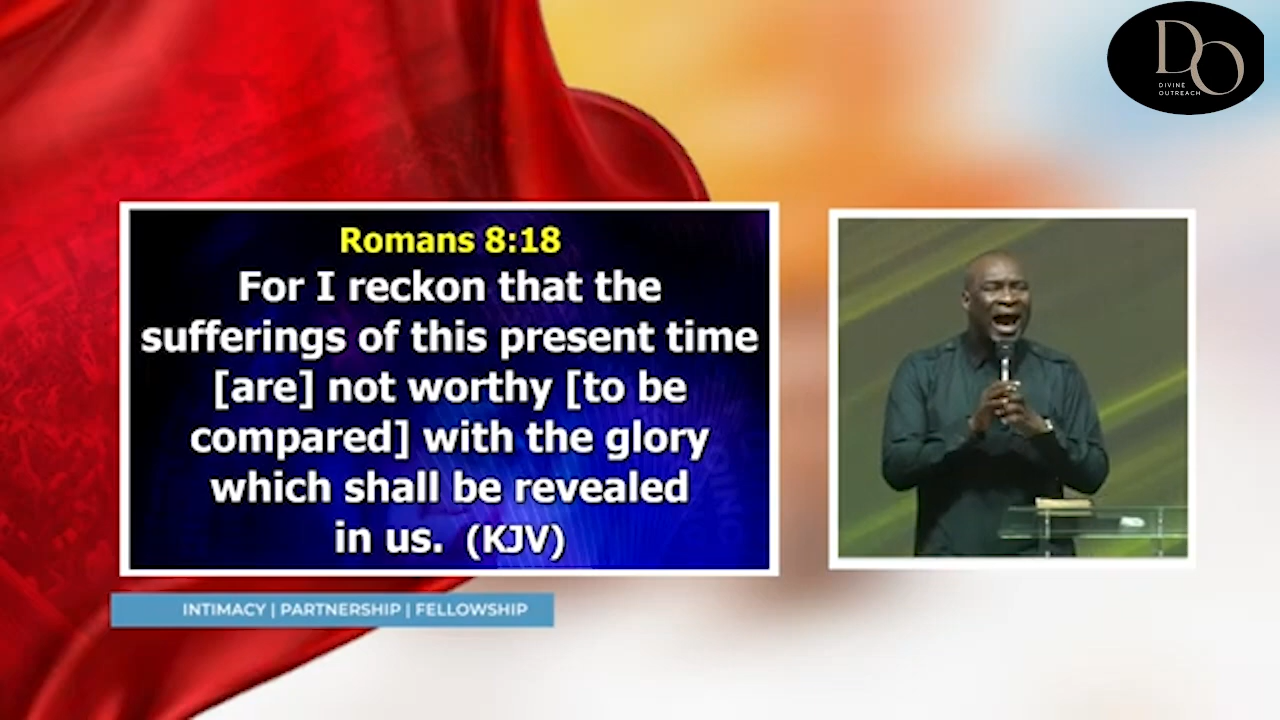 DO
DIVINE
OUTREACH
Romans 8:18
For I reckon that the
sufferings of this present time
[are] not worthy [to be
compared] with the glory
which shall be revealed
in us. (KJV)
INTIMACY | PARTNERSHIP | FELLOWSHIP